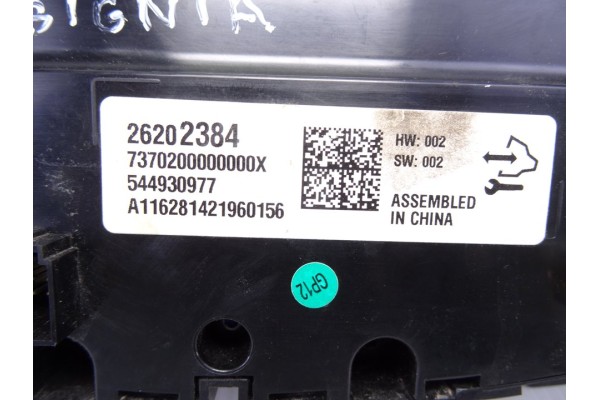 SIGNIA
26202384
7370200000000X
544930977
A116281421960156
HW: 002
SW: 002
ASSEMBLED
IN CHINA
GP12